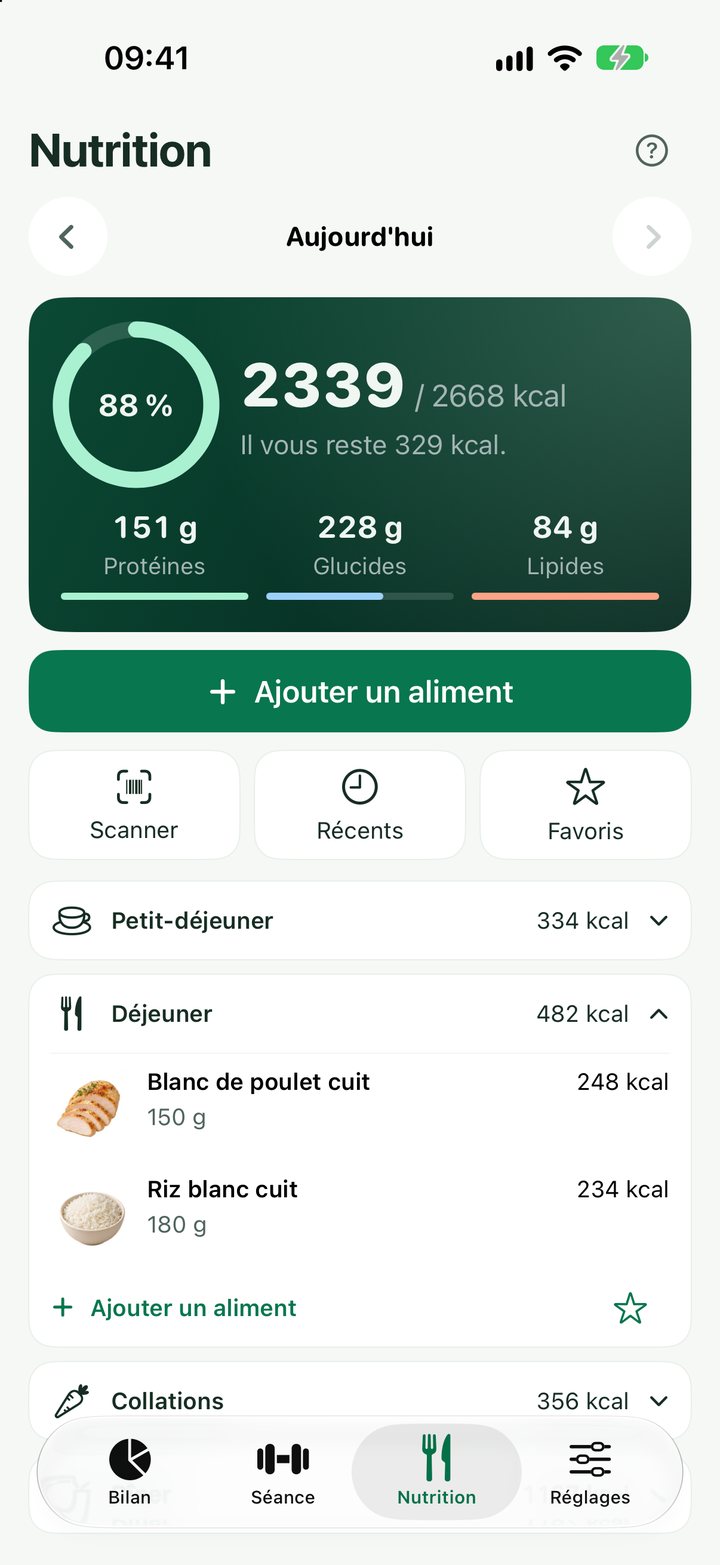 09:41
Nutrition
?
Aujourd'hui
88 %
2339 / 2668 kcal
Il vous reste 329 kcal.
151 g 228 g 84 g
Protéines Glucides Lipides
+ Ajouter un aliment
Scanner Récents Favoris
Petit-déjeuner 334 kcal
Déjeuner 482 kcal
Blanc de poulet cuit 248 kcal
150 g
Riz blanc cuit 234 kcal
180 g
+ Ajouter un aliment
Collations 356 kcal
Bilan Séance Nutrition Réglages